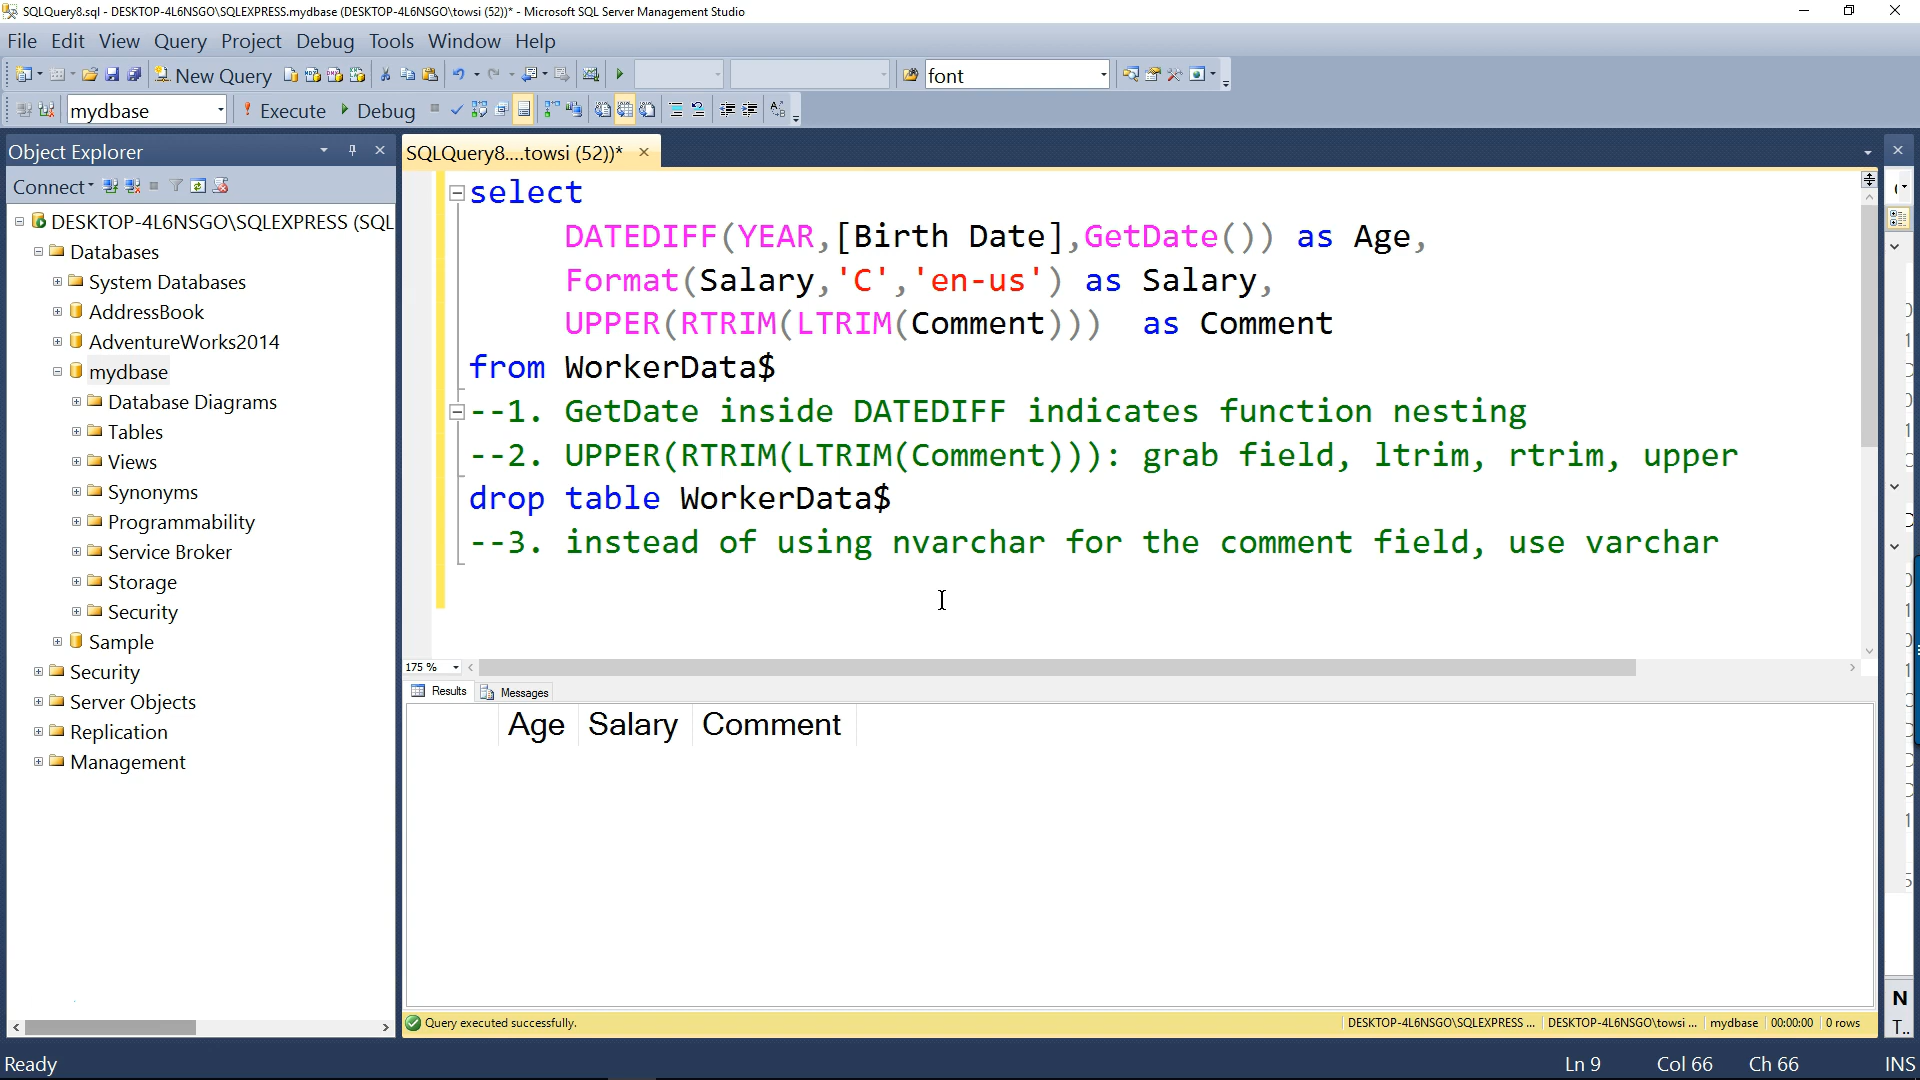 SQLQuery8.sql - DESKTOP-4L6NSGO\SQLEXPRESS.mydbase (DESKTOP-4L6NSGO\towsi (52))* - Microsoft SQL Server Management Studio
File Edit View Query Project Debug Tools Window Help
New Query font
mydbase Execute Debug
Object Explorer
Connect
DESKTOP-4L6NSGO\SQLEXPRESS (SQL
Databases
System Databases
AddressBook
AdventureWorks2014
mydbase
Database Diagrams
Tables
Views
Synonyms
Programmability
Service Broker
Storage
Security
Sample
Security
Server Objects
Replication
Management
SQLQuery8....towsi (52))*
select
DATEDIFF(YEAR,[Birth Date],GetDate()) as Age,
Format(Salary,'C','en-us') as Salary,
UPPER(RTRIM(LTRIM(Comment)))  as Comment
from WorkerData$
--1. GetDate inside DATEDIFF indicates function nesting
--2. UPPER(RTRIM(LTRIM(Comment))): grab field, ltrim, rtrim, upper
drop table WorkerData$
--3. instead of using nvarchar for the comment field, use varchar
175 %
Results Messages
Age Salary Comment
Query executed successfully. DESKTOP-4L6NSGO\SQLEXPRESS ... DESKTOP-4L6NSGO\towsi ... mydbase 00:00:00 0 rows
N
T..
Ready Ln 9 Col 66 Ch 66 INS